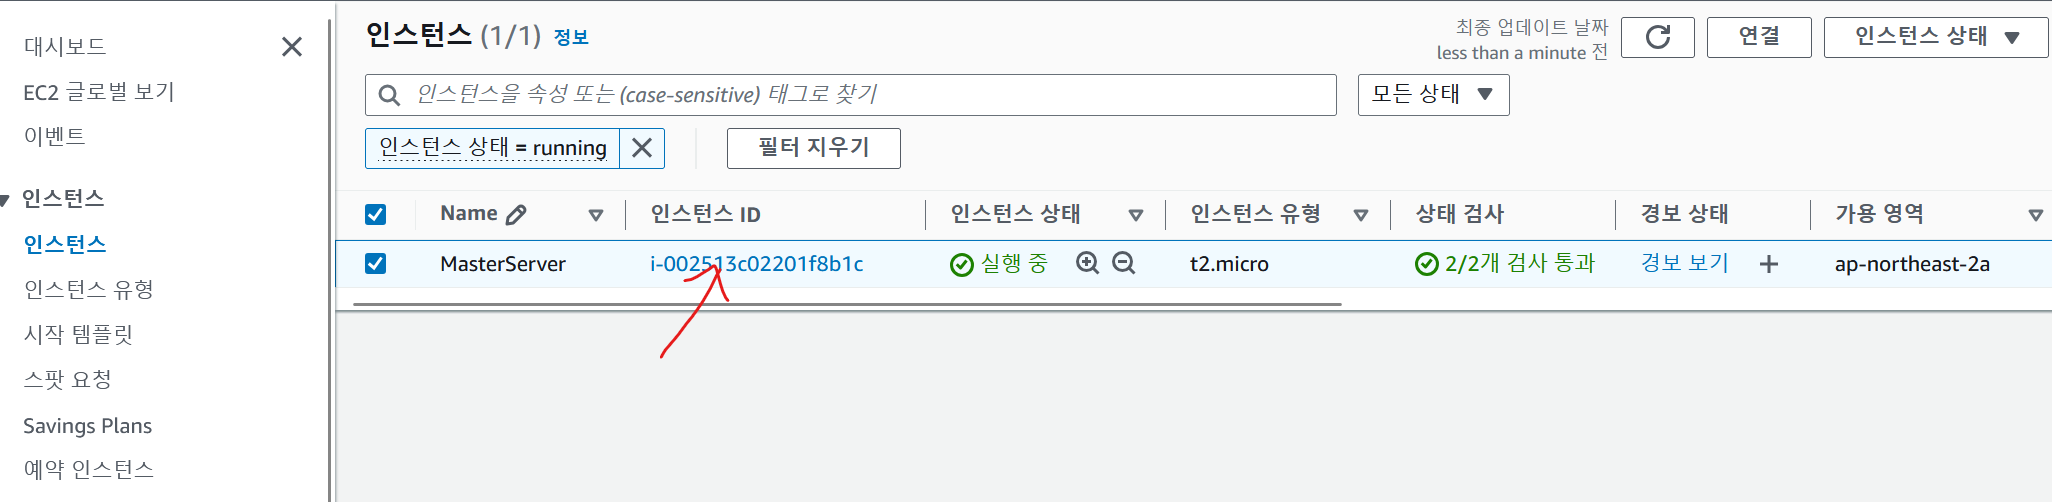 대시보드
EC2 글로벌 보기
이벤트
인스턴스
인스턴스
인스턴스 유형
시작 템플릿
스팟 요청
Savings Plans
예약 인스턴스
인스턴스 (1/1) 정보
최종 업데이트 날짜
less than a minute 전
연결
인스턴스 상태
인스턴스을 속성 또는 (case-sensitive) 태그로 찾기
모든 상태
인스턴스 상태 = running
필터 지우기
Name 인스턴스 ID 인스턴스 상태 인스턴스 유형 상태 검사 경보 상태 가용 영역
MasterServer i-002513c02201f8b1c 실행 중 t2.micro 2/2개 검사 통과 경보 보기 + ap-northeast-2a